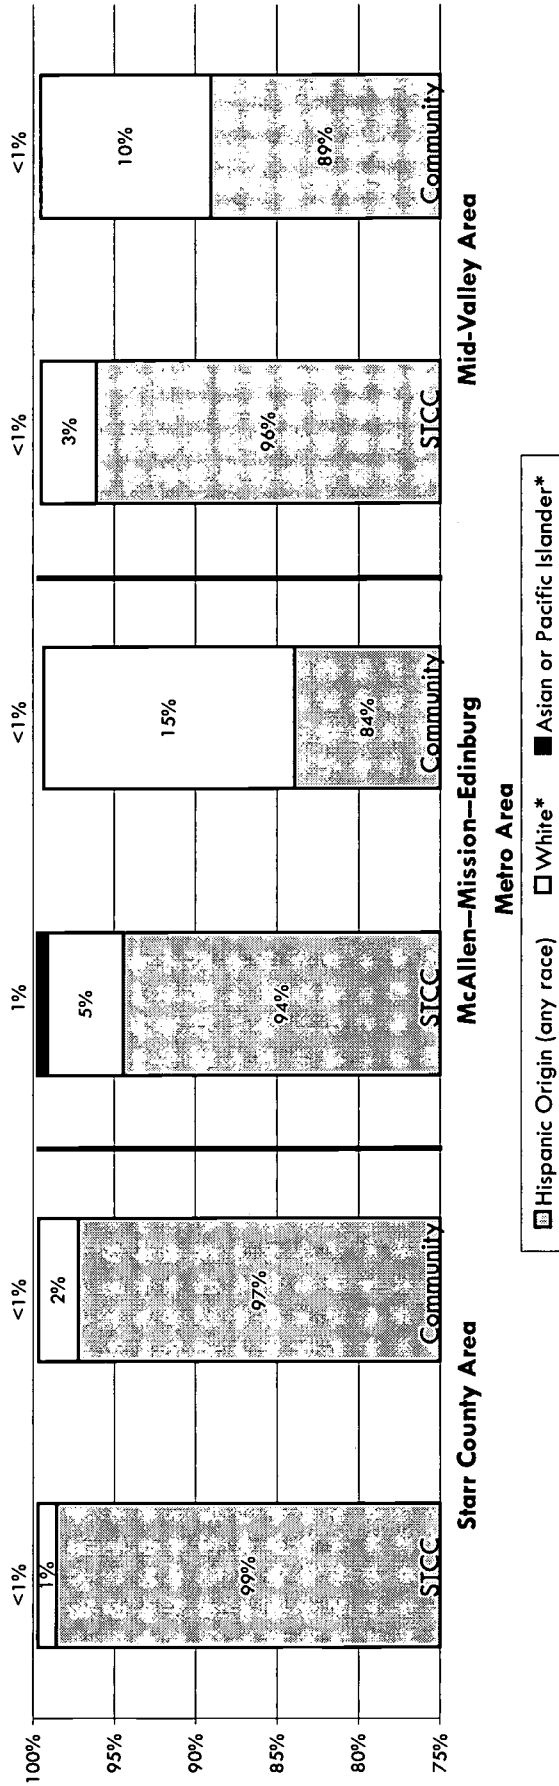 <1% <1% 1% <1% <1% <1%
100%
95%
90%
85%
80%
75%
1% 2% 5% 15% 3% 10%
99% 97% 94% 84% 96% 89%
STCC Community STCC Community STCC Community
Starr County Area McAllen—Mission—Edinburg Mid-Valley Area
Metro Area
Hispanic Origin (any race) White* Asian or Pacific Islander*